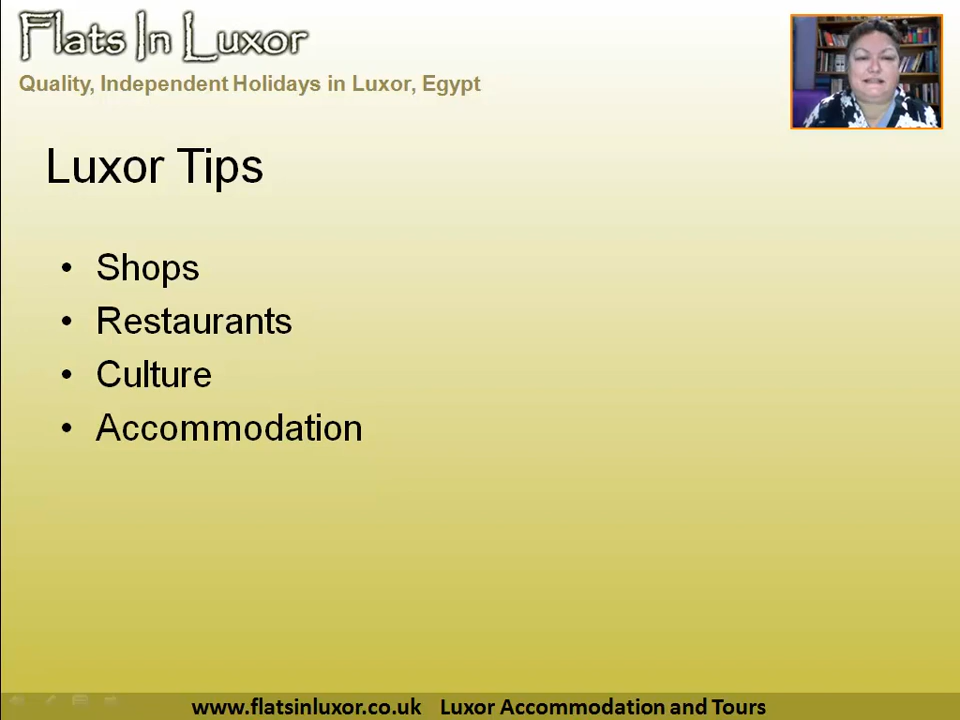 Flats In Luxor
Quality, Independent Holidays in Luxor, Egypt
Luxor Tips
• Shops
• Restaurants
• Culture
• Accommodation
www.flatsinluxor.co.uk Luxor Accommodation and Tours